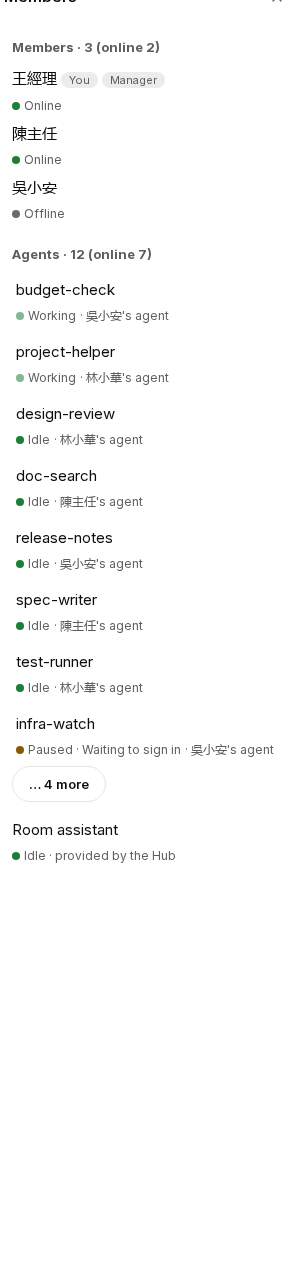 Members · 3 (online 2)
王經理 You Manager
Online
陳主任
Online
吳小安
Offline
Agents · 12 (online 7)
budget-check
Working · 吳小安's agent
project-helper
Working · 林小華's agent
design-review
Idle · 林小華's agent
doc-search
Idle · 陳主任's agent
release-notes
Idle · 吳小安's agent
spec-writer
Idle · 陳主任's agent
test-runner
Idle · 林小華's agent
infra-watch
Paused · Waiting to sign in · 吳小安's agent
... 4 more
Room assistant
Idle · provided by the Hub